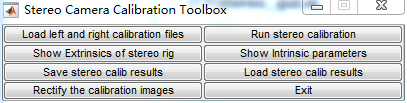 Stereo Camera Calibration Toolbox
Load left and right calibration files
Run stereo calibration
Show Extrinsics of stereo rig
Show Intrinsic parameters
Save stereo calib results
Load stereo calib results
Rectify the calibration images
Exit